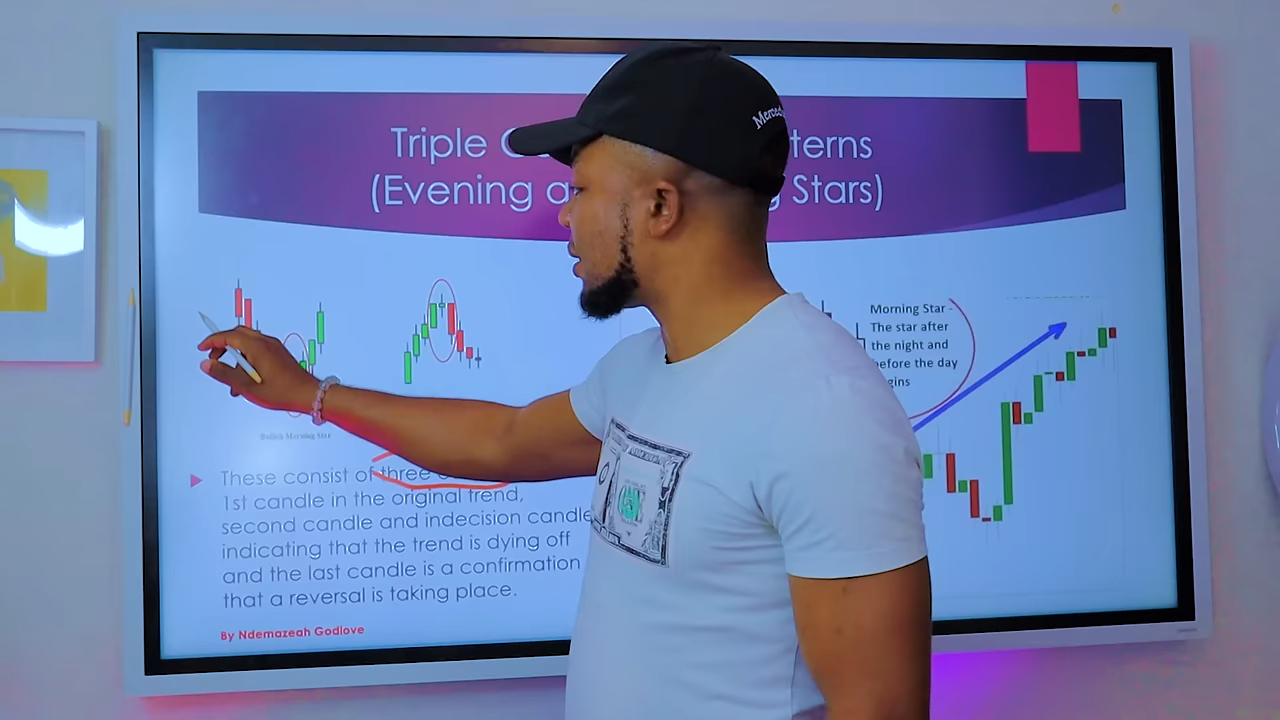 Triple
terns
(Evening
Stars)
Merced
Morning Star -
The star after
the night and
before the day
gins
Bullish Morning Star
These consist of three
1st candle in the original trend,
second candle and indecision candle
indicating that the trend is dying off
and the last candle is a confirmation
that a reversal is taking place.
By Ndemazeah Godlove